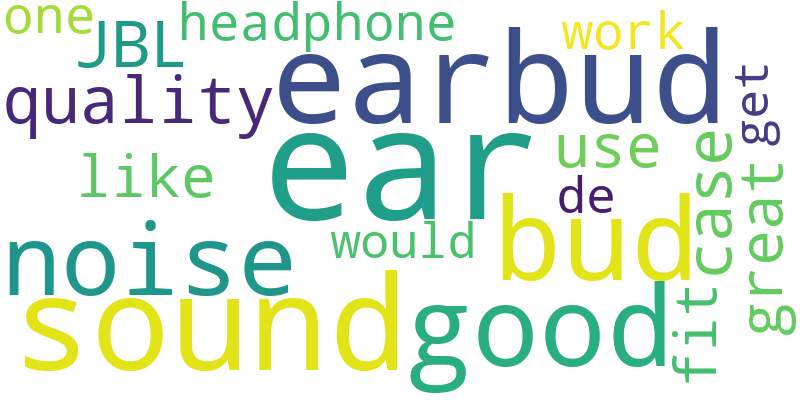 one
JBL
headphone
work
quality
earbud
get
ear
use
like
de
case
great
noise
would
bud
sound
good
fit